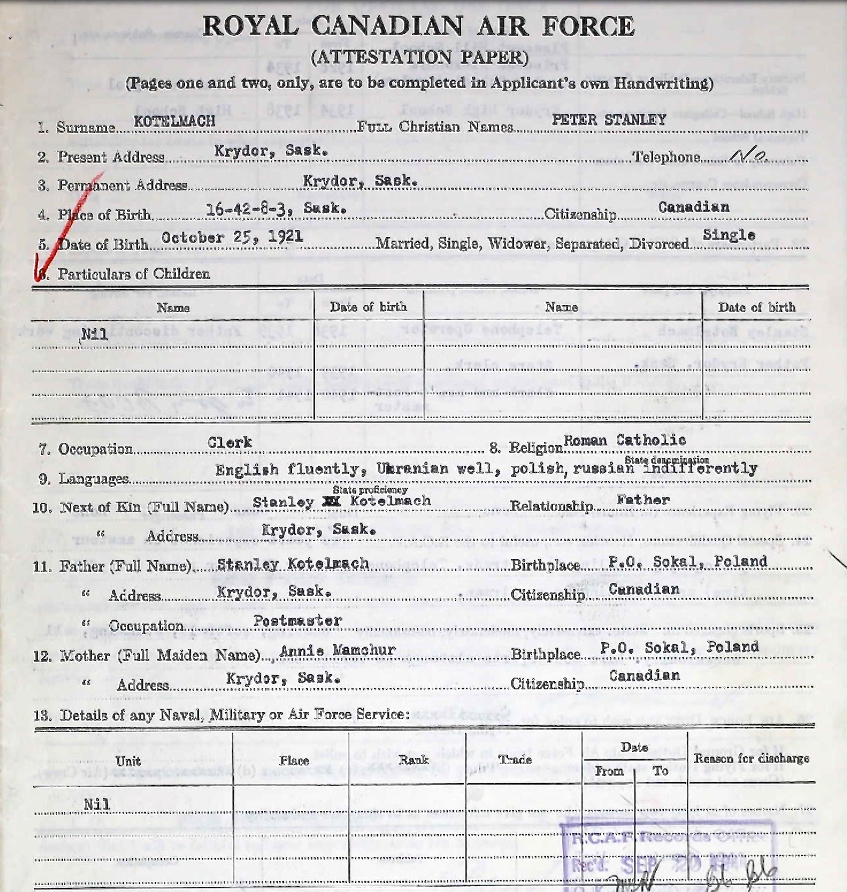 ROYAL CANADIAN AIR FORCE
(ATTESTATION PAPER)
(Pages one and two, only, are to be completed in Applicant's own Handwriting)
1. Surname KOTELMACH FULL Christian Names PETER STANLEY
2. Present Address Krydor, Sask. Telephone No.
3. Permanent Address Krydor, Sask.
4. Place of Birth 16-42-8-3, Sask. Citizenship Canadian
5. Date of Birth October 25, 1921 Married, Single, Widower, Separated, Divorced Single
6. Particulars of Children
Name Date of birth Name Date of birth
Nil
7. Occupation Clerk 8. Religion Roman Catholic
State denomination
9. Languages English fluently, Ukranian well, polish, russian indifferently
State proficiency
10. Next of Kin (Full Name) Stanley Kotelmach Relationship Father
" Address Krydor, Sask.
11. Father (Full Name) Stanley Kotelmach Birthplace P.O. Sokal, Poland
" Address Krydor, Sask. Citizenship Canadian
" Occupation Postmaster
12. Mother (Full Maiden Name) Annie Mamchur Birthplace P.O. Sokal, Poland
" Address Krydor, Sask. Citizenship Canadian
13. Details of any Naval, Military or Air Force Service:
Unit Place Rank Trade Date Reason for discharge
From To
Nil
R.C.A.F. Records Office
Rec'd. SEP 20